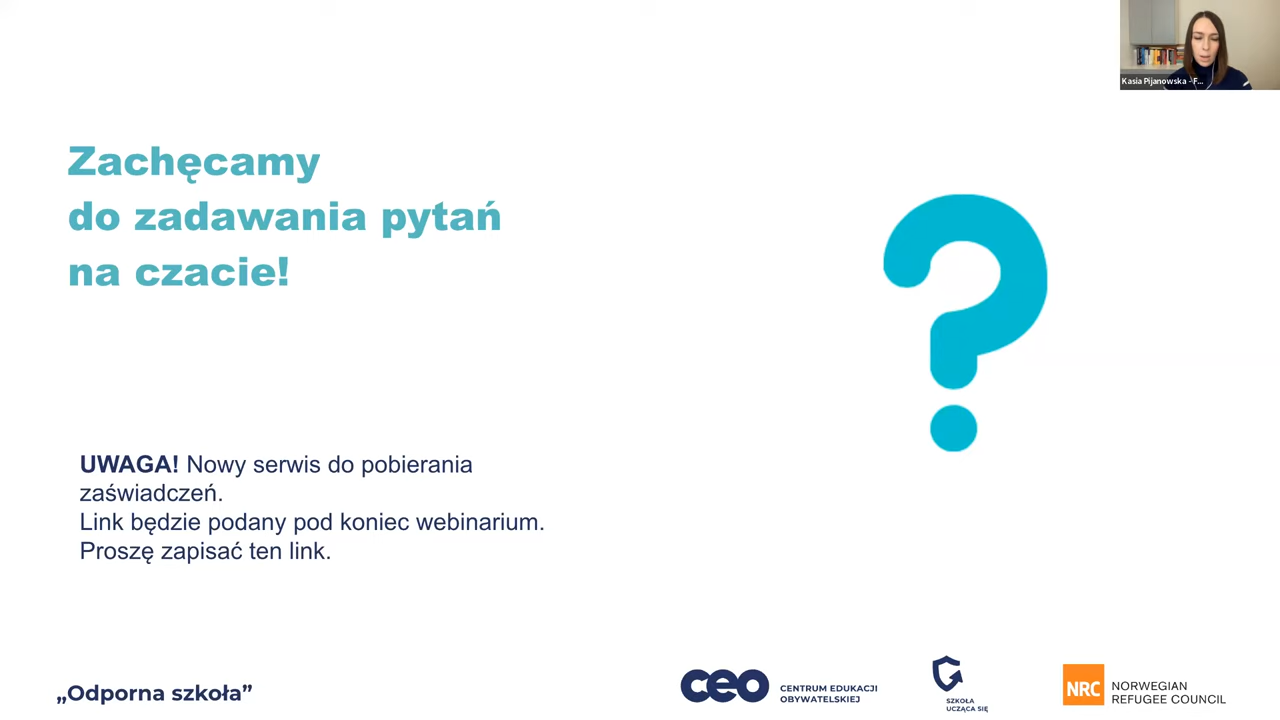 Kasia Pijanowska - F...
Zachęcamy
do zadawania pytań
na czacie!
?
UWAGA! Nowy serwis do pobierania
zaświadczeń.
Link będzie podany pod koniec webinarium.
Proszę zapisać ten link.
„Odporna szkoła”
ceo
CENTRUM EDUKACJI
OBYWATELSKIEJ
SZKOŁA
UCZĄCA SIĘ
NRC
NORWEGIAN
REFUGEE COUNCIL